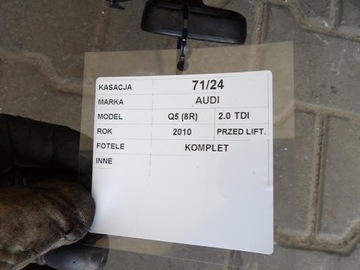 KASACJA 71/24
MARKA AUDI
MODEL Q5 (8R) 2.0 TDI
ROK 2010 PRZED LIFT.
FOTELE KOMPLET
INNE